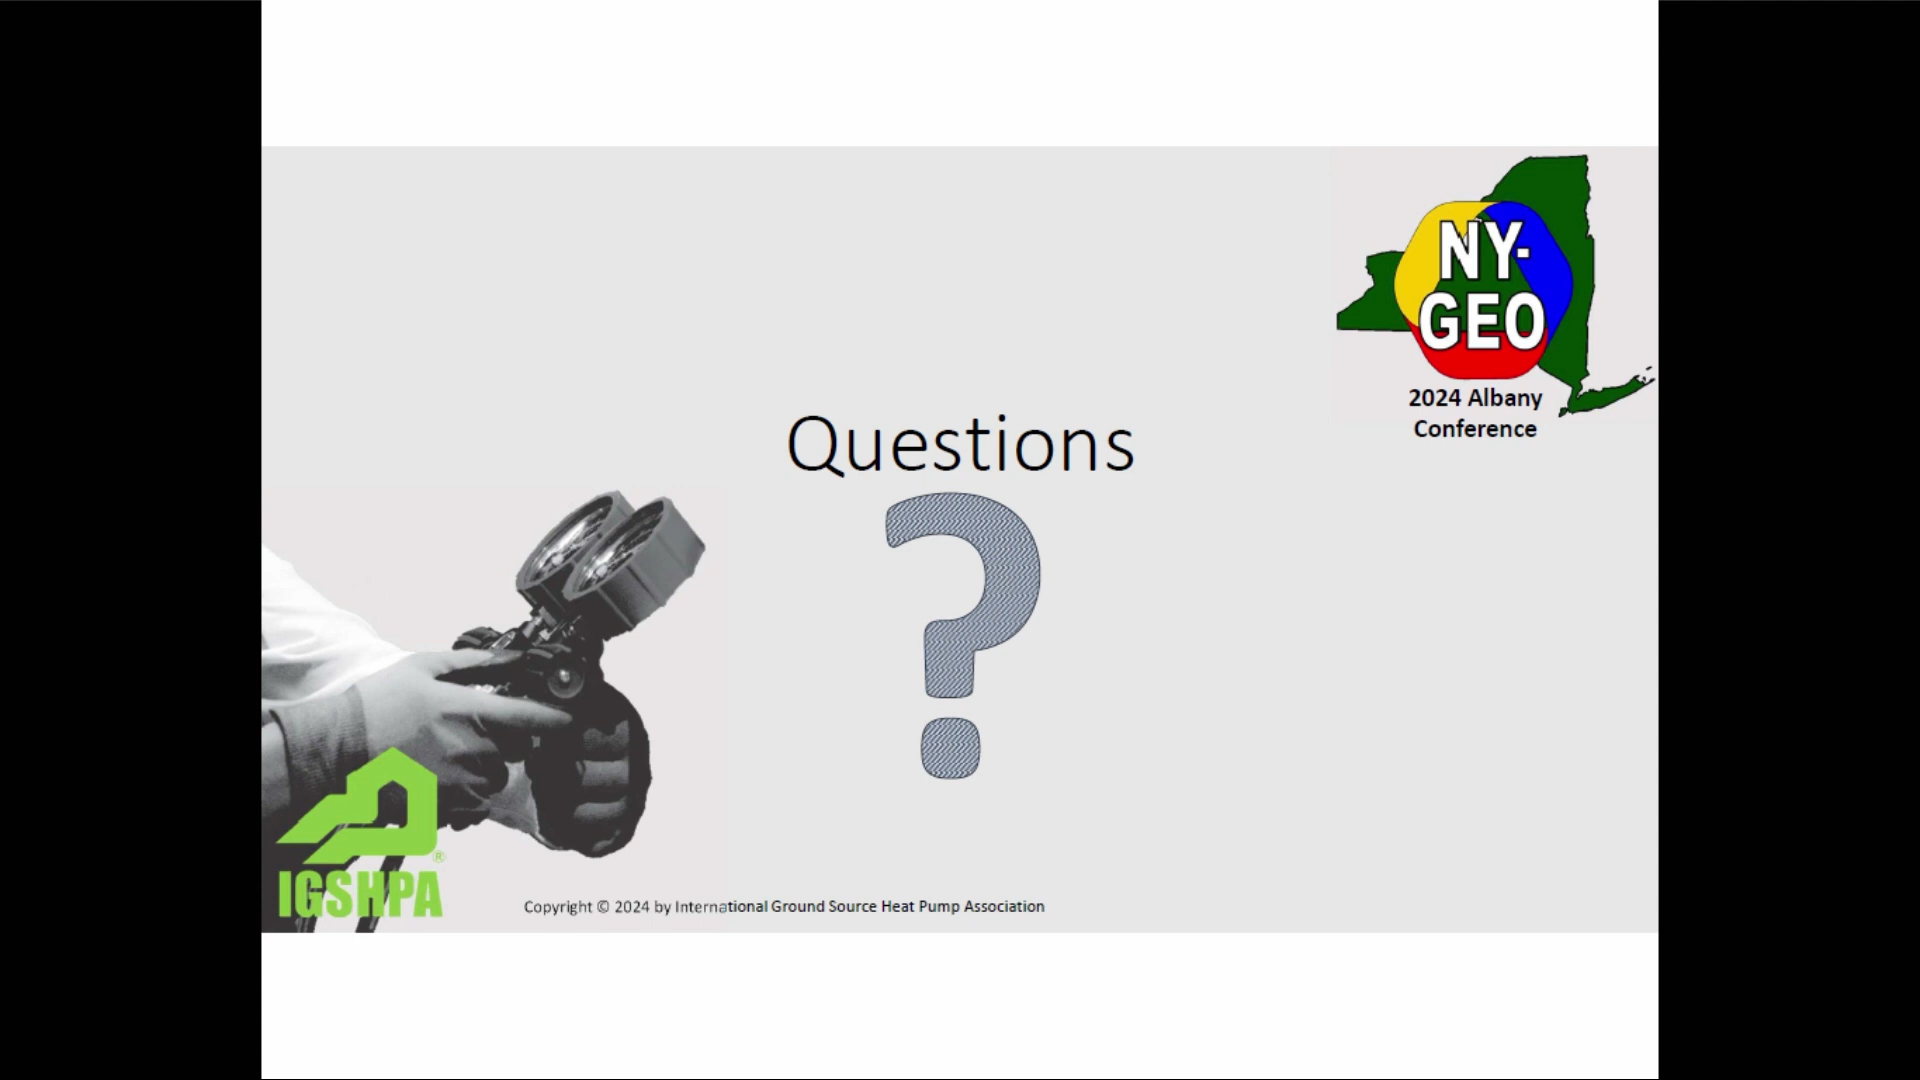 NY-
GEO
2024 Albany
Conference
Questions
?
IGSHPA®
Copyright © 2024 by International Ground Source Heat Pump Association